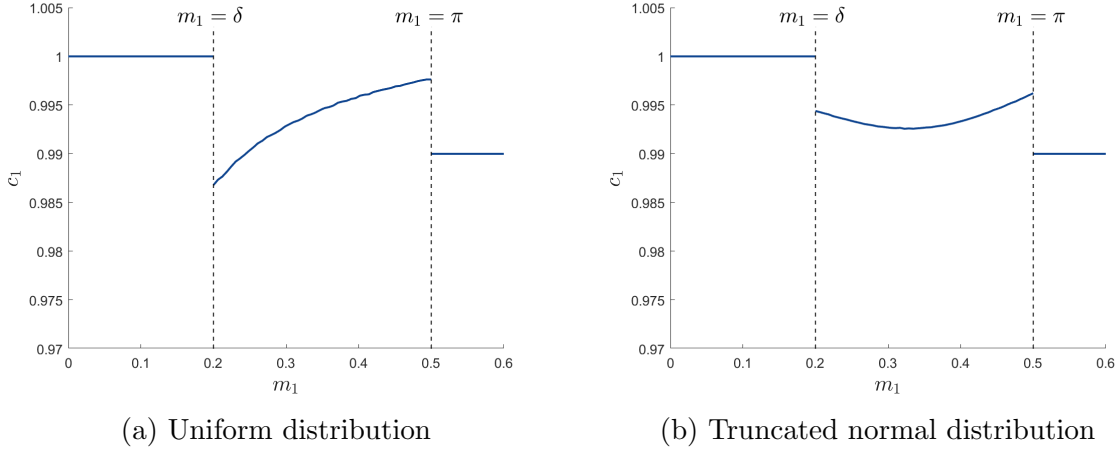 1.005
m₁ = δ
m₁ = π
1
0.995
0.99
c₁
0.985
0.98
0.975
0.97
0 0.1 0.2 0.3 0.4 0.5 0.6
m₁
(a) Uniform distribution
1.005
m₁ = δ
m₁ = π
1
0.995
0.99
c₁
0.985
0.98
0.975
0.97
0 0.1 0.2 0.3 0.4 0.5 0.6
m₁
(b) Truncated normal distribution